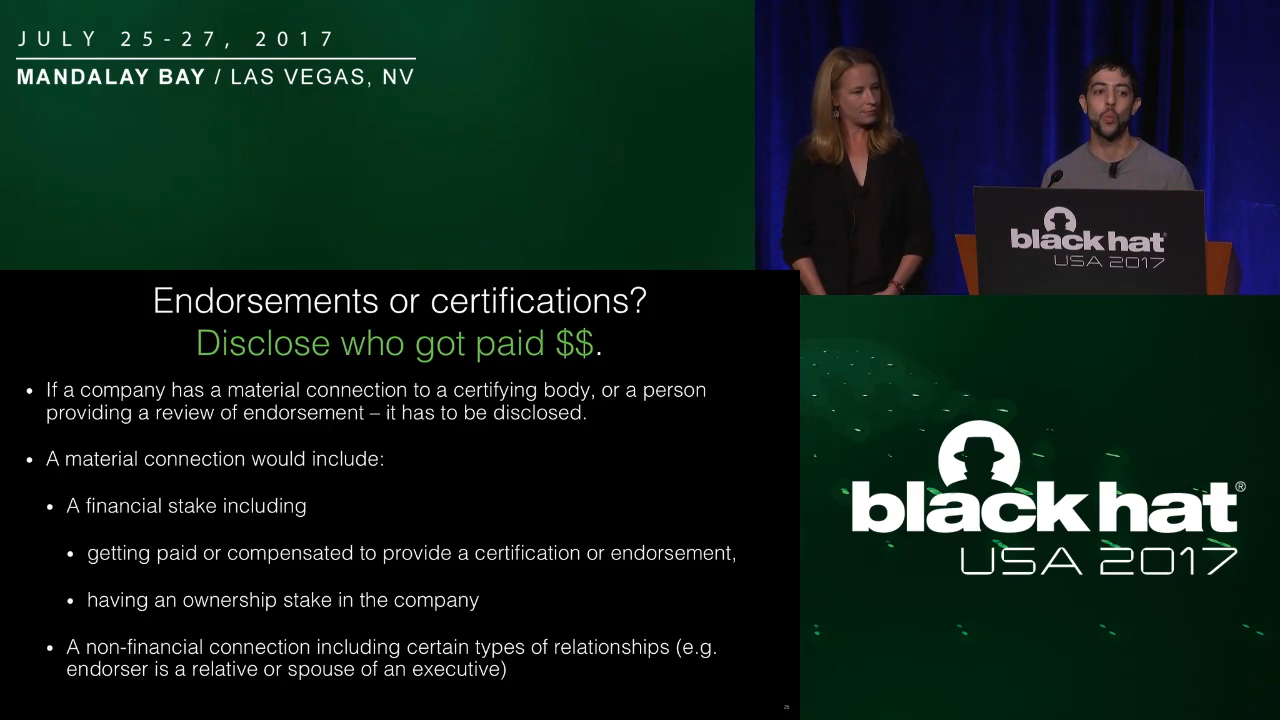 JULY 25-27, 2017
MANDALAY BAY / LAS VEGAS, NV
black hat
USA 2017
Endorsements or certifications?
Disclose who got paid $$.
• If a company has a material connection to a certifying body, or a person
providing a review of endorsement – it has to be disclosed.
• A material connection would include:
• A financial stake including
• getting paid or compensated to provide a certification or endorsement,
• having an ownership stake in the company
• A non-financial connection including certain types of relationships (e.g.
endorser is a relative or spouse of an executive)
black hat®
USA 2017